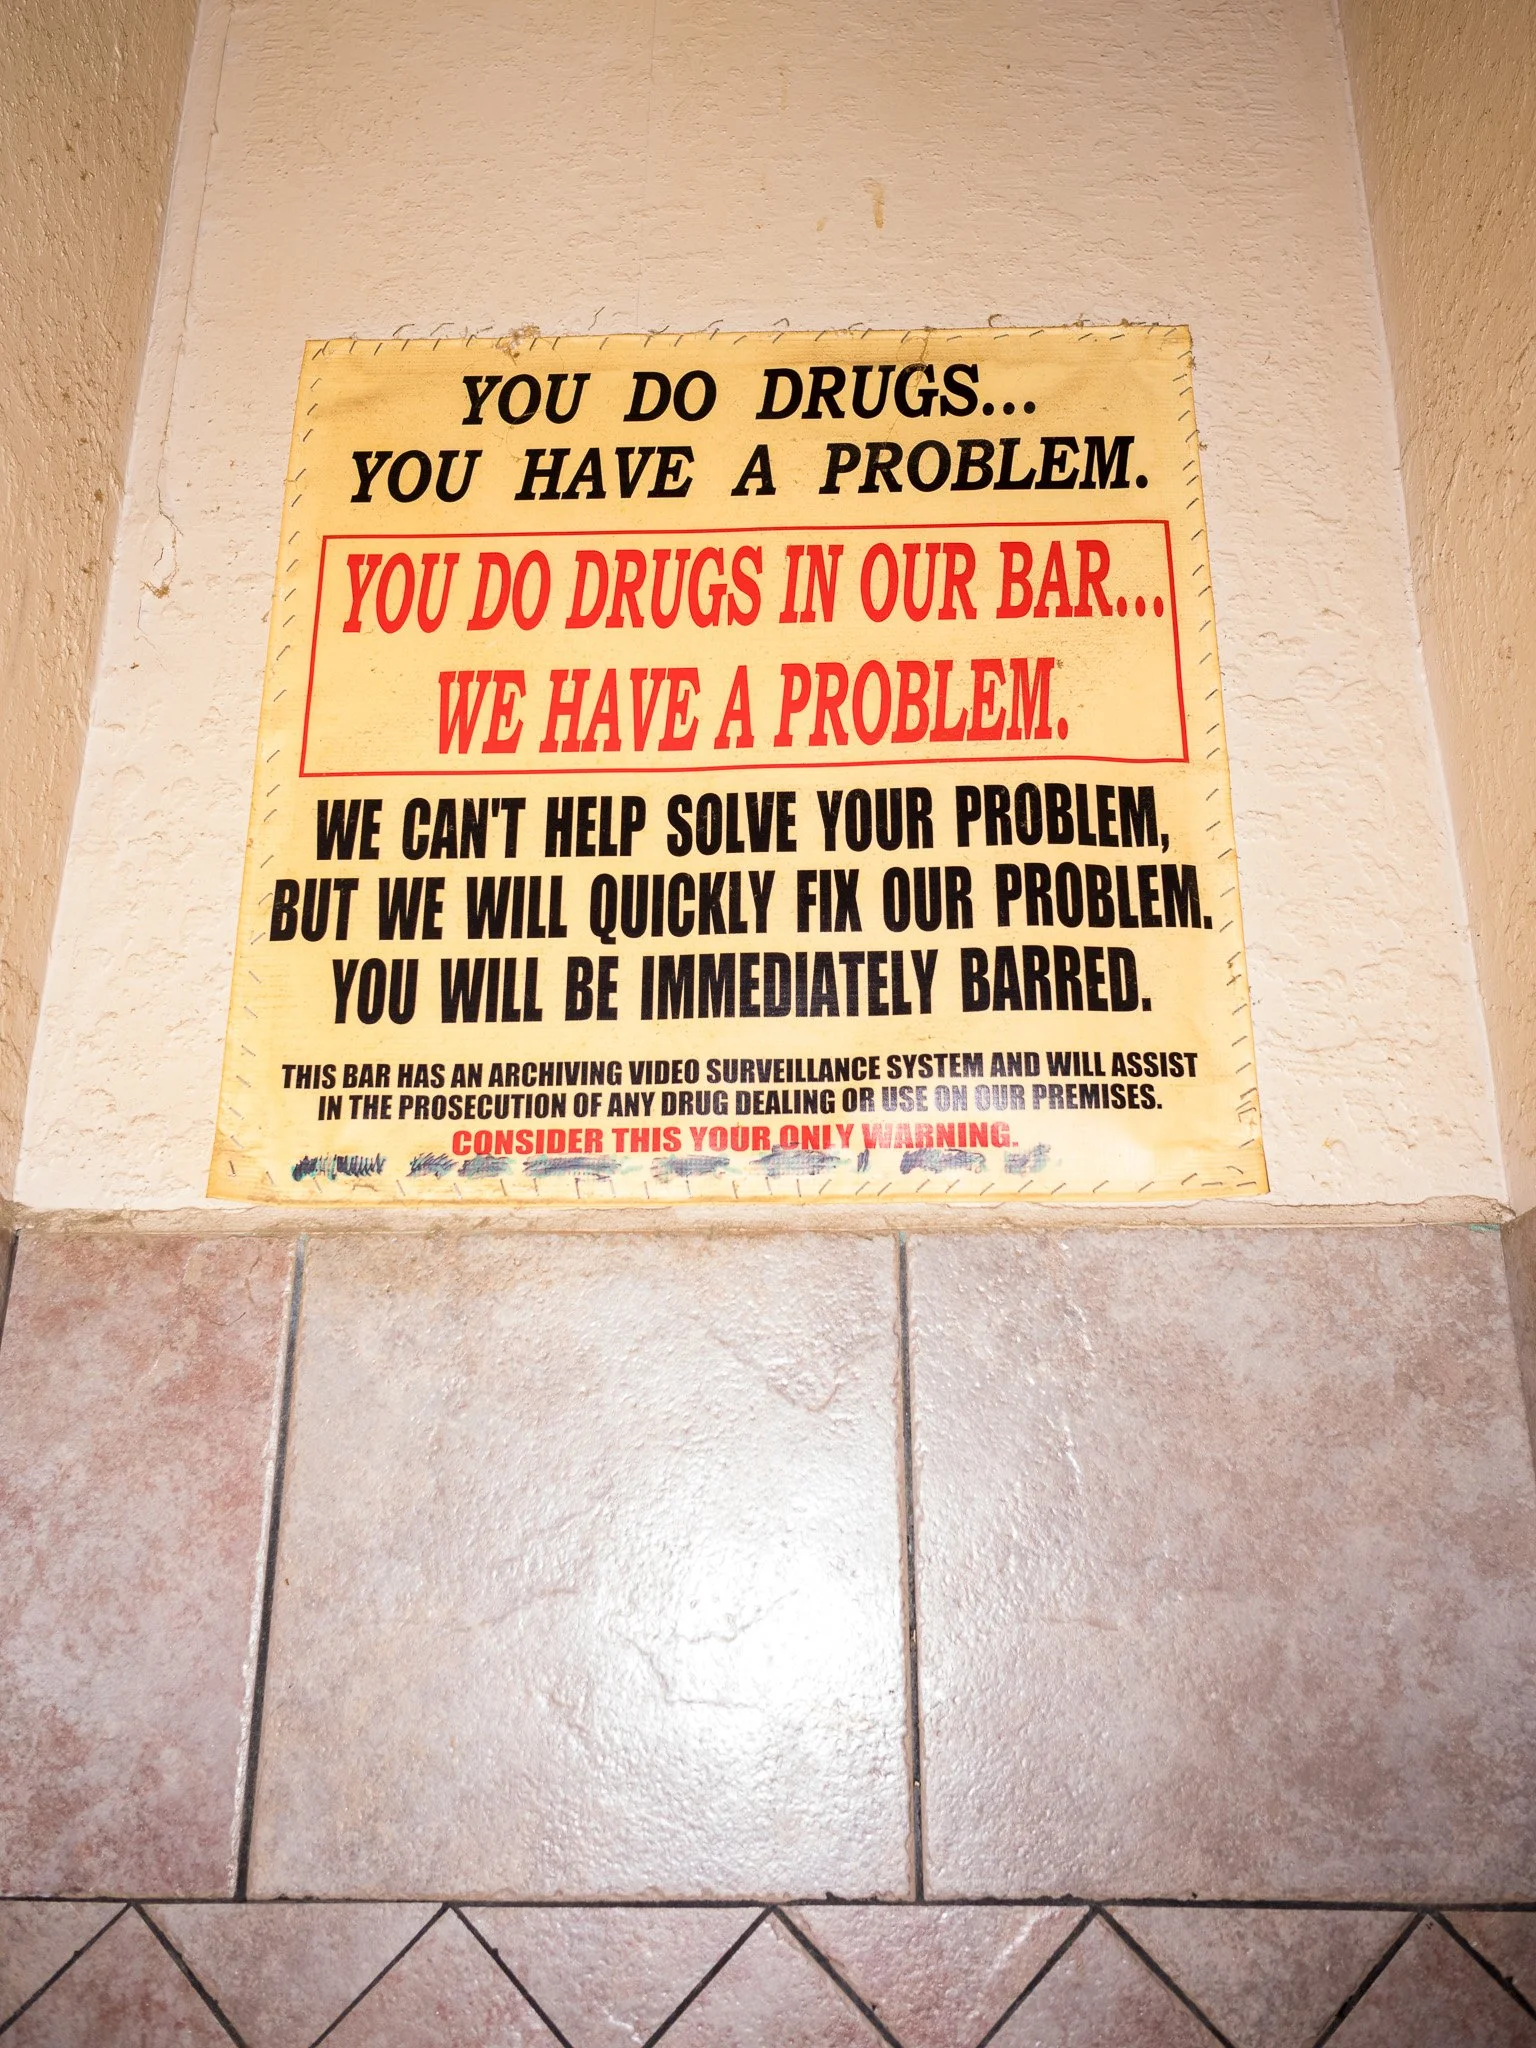 YOU DO DRUGS...
YOU HAVE A PROBLEM.
YOU DO DRUGS IN OUR BAR...
WE HAVE A PROBLEM.
WE CAN'T HELP SOLVE YOUR PROBLEM,
BUT WE WILL QUICKLY FIX OUR PROBLEM.
YOU WILL BE IMMEDIATELY BARRED.
THIS BAR HAS AN ARCHIVING VIDEO SURVEILLANCE SYSTEM AND WILL ASSIST
IN THE PROSECUTION OF ANY DRUG DEALING OR USE ON OUR PREMISES.
CONSIDER THIS YOUR ONLY WARNING.